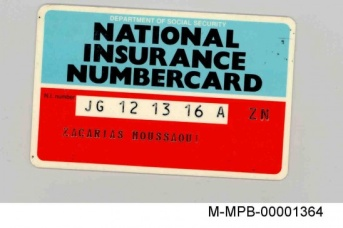 DEPARTMENT OF SOCIAL SECURITY
NATIONAL
INSURANCE
NUMBERCARD
JG 12 13 16 A ZN
ZACARIAS MOUSSAOUI
M-MPB-00001364